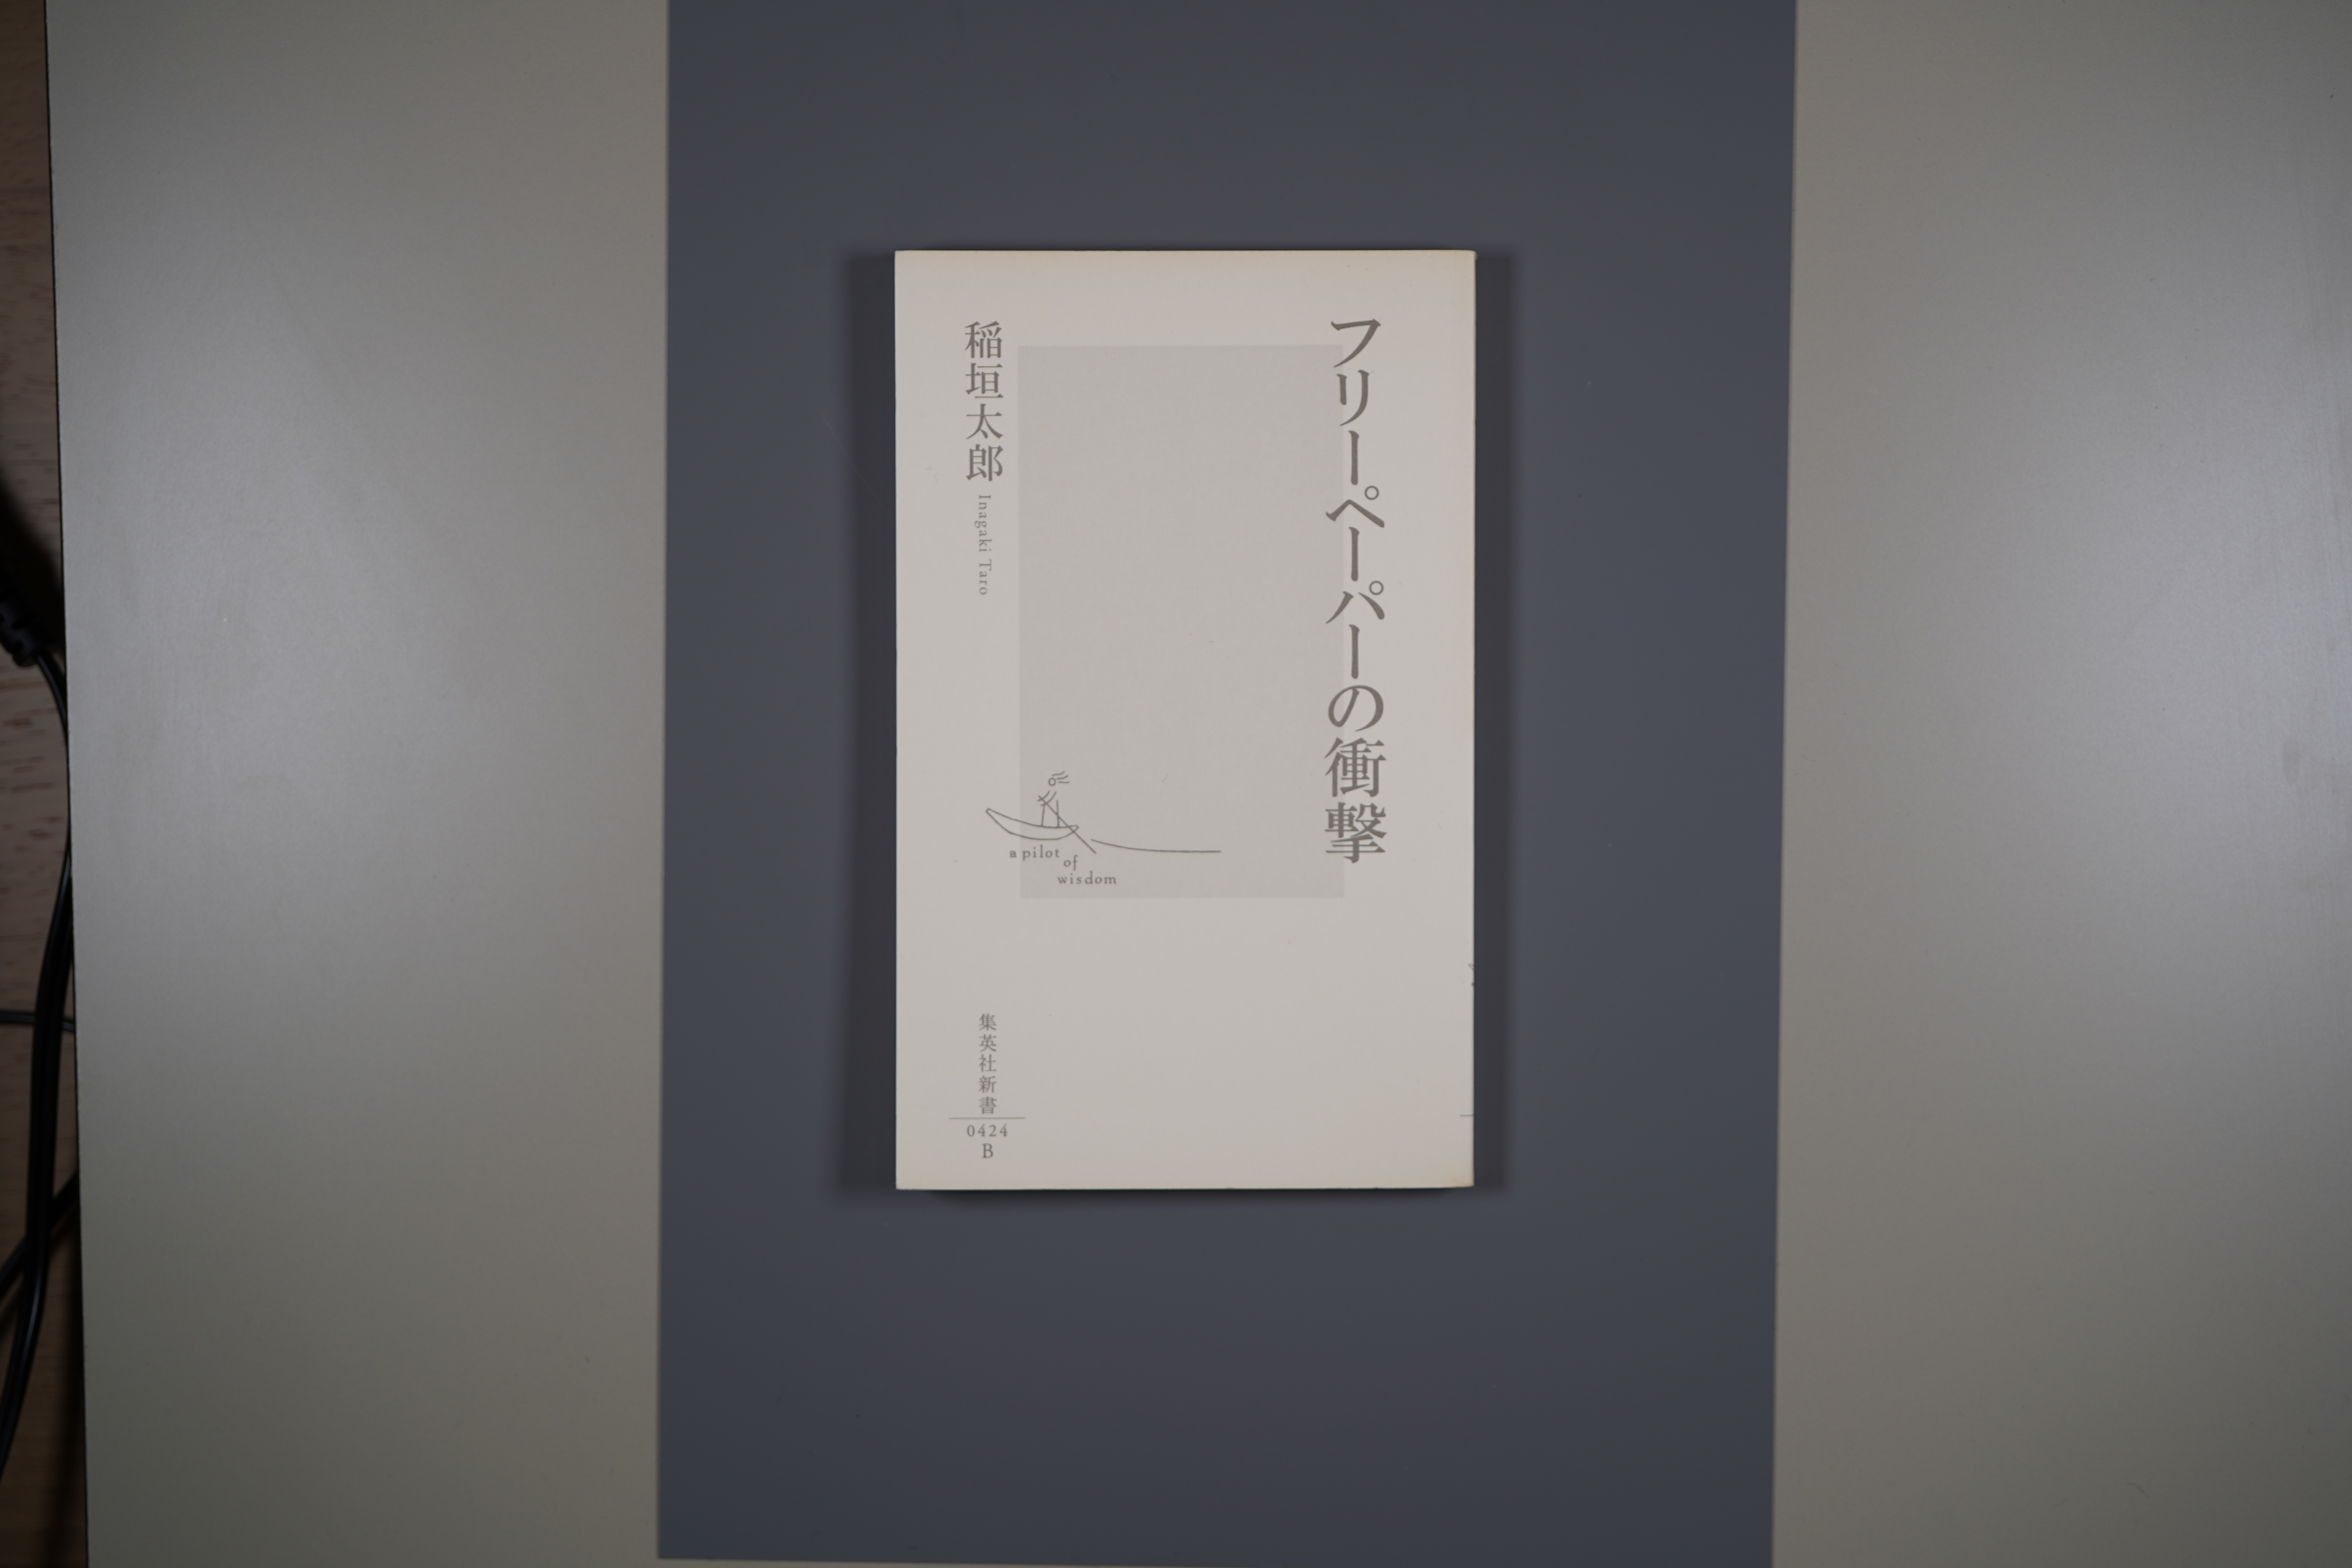 フリーペーパーの衝撃
稲垣太郎
Inagaki Taro
a pilot
of
wisdom
集英社新書
0424
B